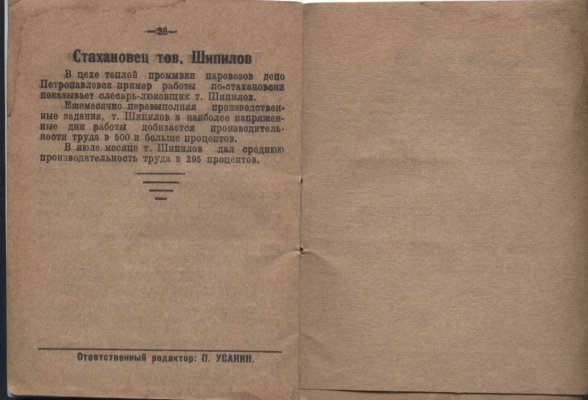 —26—
Стахановец тов. Шипилов
В цехе теплой промывки паровозов депо
Петропавловск пример работы по-стахановски
показывает слесарь-люковщик т. Шипилов.
Ежемесячно перевыполняя производствен-
ные задания, т. Шипилов в наиболее напряжен-
ные дни работы добивается производитель-
ности труда в 500 и больше процентов.
В июле месяце т. Шипилов дал среднюю
производительность труда в 295 процентов.
Ответственный редактор: П. УСАНИН.